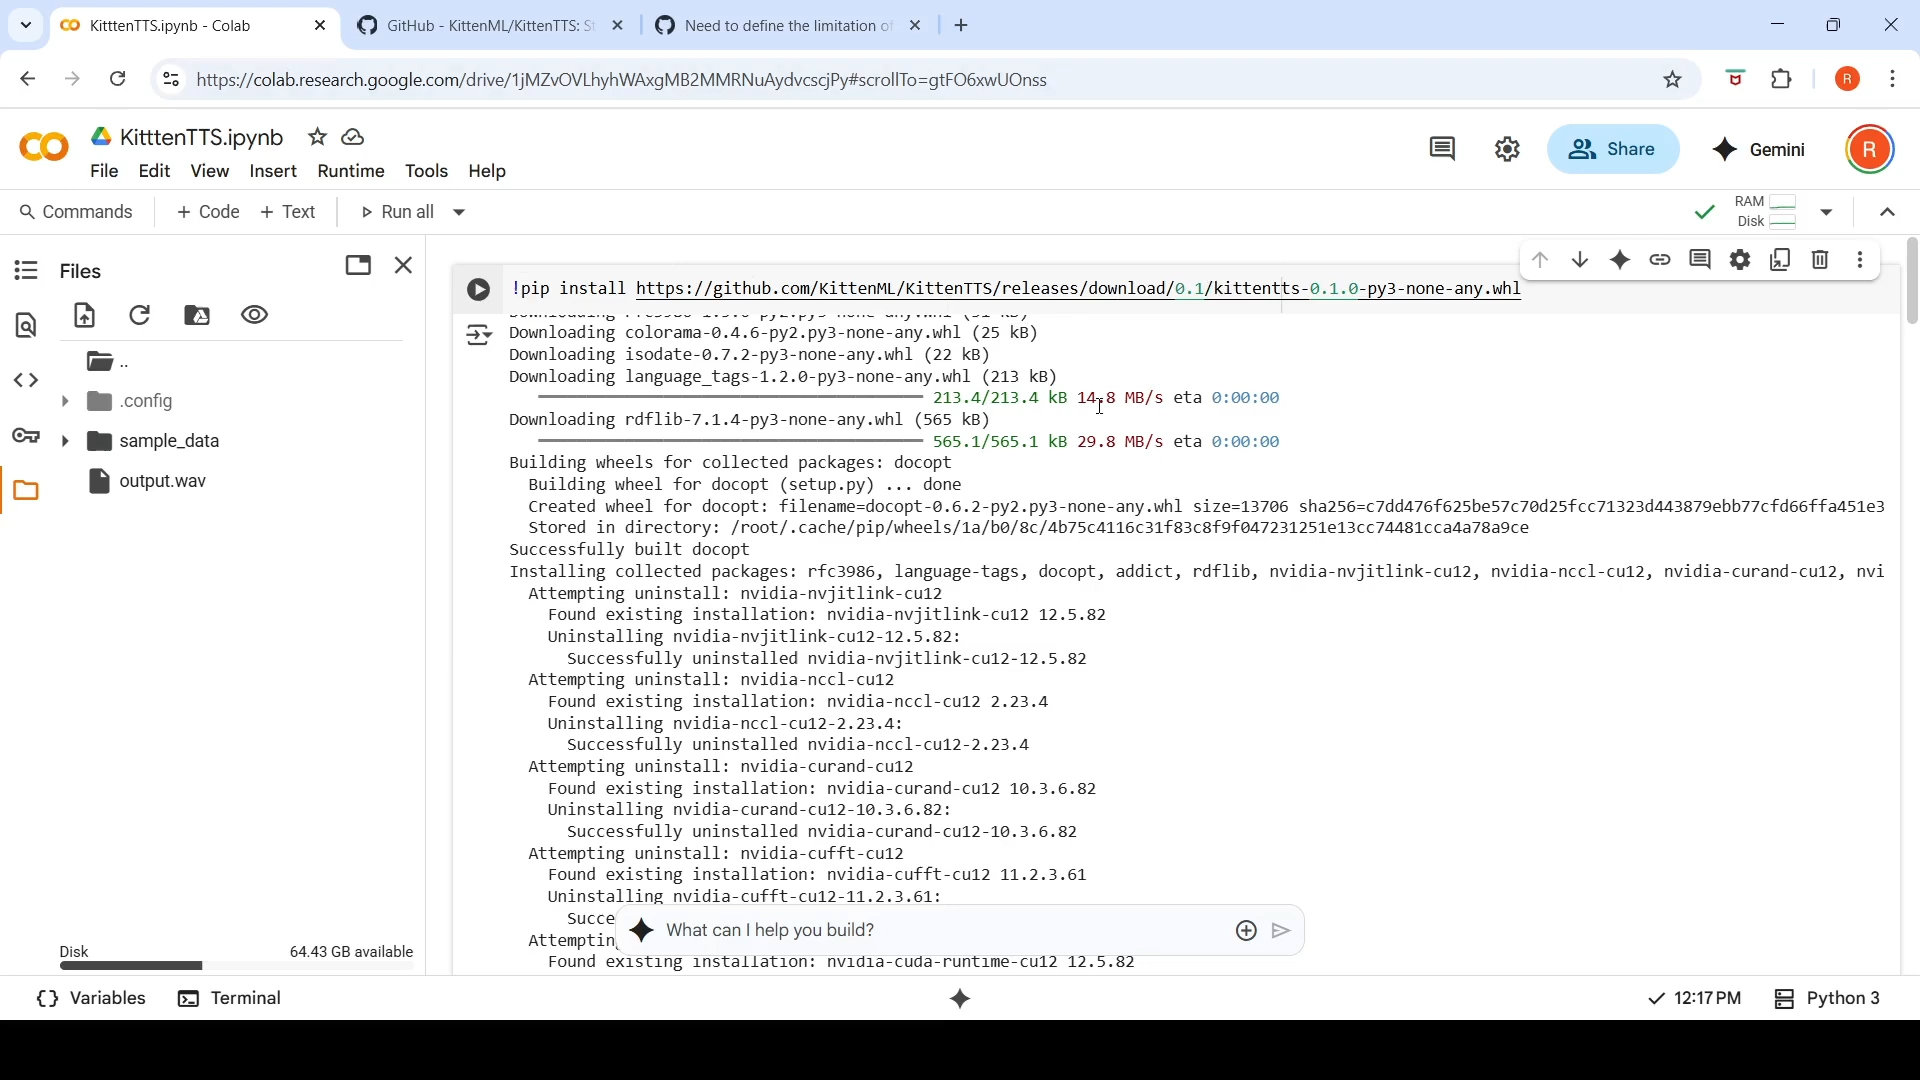 KitttenTTS.ipynb - Colab
GitHub - KittenML/KittenTTS: St
Need to define the limitation of
https://colab.research.google.com/drive/1jMZvOVLhyhWAxgMB2MMRNuAydvcscjPy#scrollTo=gtFO6xwUOnss
R
KitttenTTS.ipynb
File Edit View Insert Runtime Tools Help
Share
Gemini
R
Commands
+ Code + Text
Run all
RAM
Disk
Files
..
.config
sample_data
output.wav
Disk 64.43 GB available
!pip install https://github.com/KittenML/KittenTTS/releases/download/0.1/kittentts-0.1.0-py3-none-any.whl
Downloading colorama-0.4.6-py2.py3-none-any.whl (25 kB)
Downloading isodate-0.7.2-py3-none-any.whl (22 kB)
Downloading language_tags-1.2.0-py3-none-any.whl (213 kB)
213.4/213.4 kB 14.8 MB/s eta 0:00:00
Downloading rdflib-7.1.4-py3-none-any.whl (565 kB)
565.1/565.1 kB 29.8 MB/s eta 0:00:00
Building wheels for collected packages: docopt
Building wheel for docopt (setup.py) ... done
Created wheel for docopt: filename=docopt-0.6.2-py2.py3-none-any.whl size=13706 sha256=c7dd476f625be57c70d25fcc71323d443879ebb77cfd66ffa451e3
Stored in directory: /root/.cache/pip/wheels/1a/b0/8c/4b75c4116c31f83c8f9f047231251e13cc74481cca4a78a9ce
Successfully built docopt
Installing collected packages: rfc3986, language-tags, docopt, addict, rdflib, nvidia-nvjitlink-cu12, nvidia-nccl-cu12, nvidia-curand-cu12, nvi
Attempting uninstall: nvidia-nvjitlink-cu12
Found existing installation: nvidia-nvjitlink-cu12 12.5.82
Uninstalling nvidia-nvjitlink-cu12-12.5.82:
Successfully uninstalled nvidia-nvjitlink-cu12-12.5.82
Attempting uninstall: nvidia-nccl-cu12
Found existing installation: nvidia-nccl-cu12 2.23.4
Uninstalling nvidia-nccl-cu12-2.23.4:
Successfully uninstalled nvidia-nccl-cu12-2.23.4
Attempting uninstall: nvidia-curand-cu12
Found existing installation: nvidia-curand-cu12 10.3.6.82
Uninstalling nvidia-curand-cu12-10.3.6.82:
Successfully uninstalled nvidia-curand-cu12-10.3.6.82
Attempting uninstall: nvidia-cufft-cu12
Found existing installation: nvidia-cufft-cu12 11.2.3.61
Uninstalling nvidia-cufft-cu12-11.2.3.61:
Succe
Attempting
Found existing installation: nvidia-cuda-runtime-cu12 12.5.82
What can I help you build?
Variables Terminal
12:17 PM Python 3